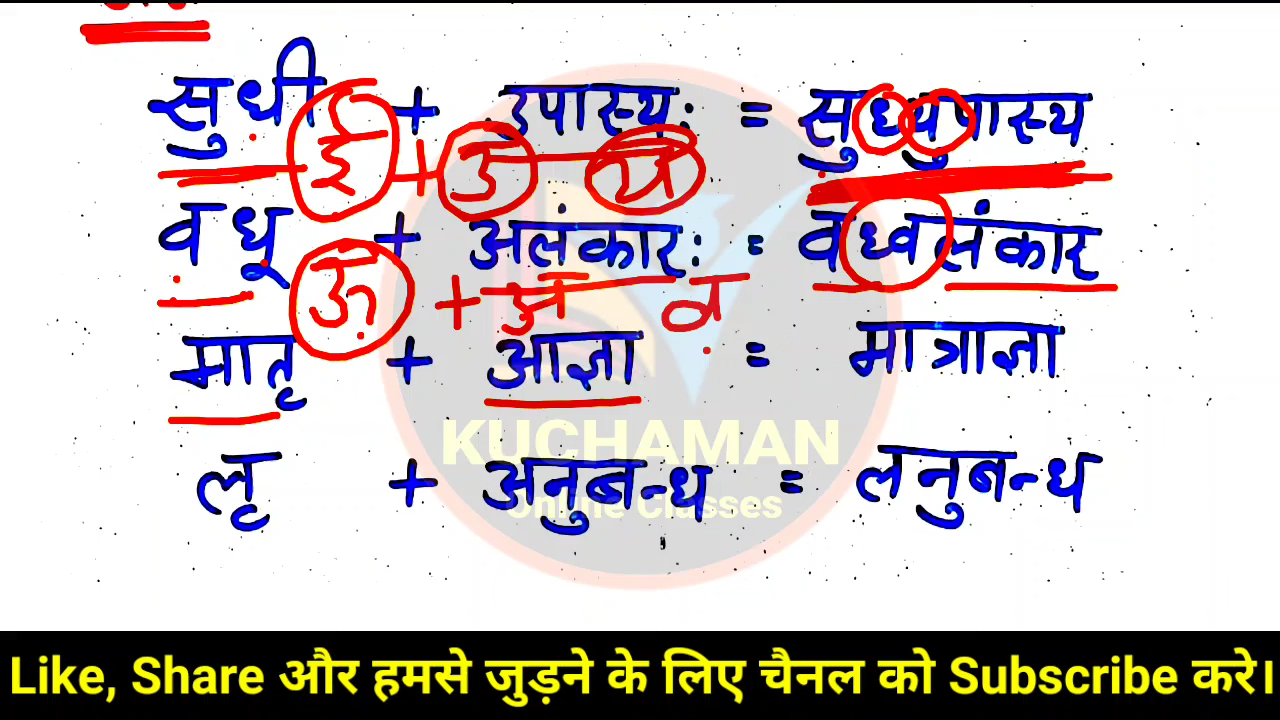 सुधी + उपास्य: = सुध्युपास्य
ई + उ य
वधू + अलंकार: = वध्वलंकार
ऊ + अ व
मातृ + आज्ञा = मात्राज्ञा
KUCHAMAN
लृ + अनुबन्ध = लनुबन्ध
Online Classes
Like, Share और हमसे जुड़ने के लिए चैनल को Subscribe करे।